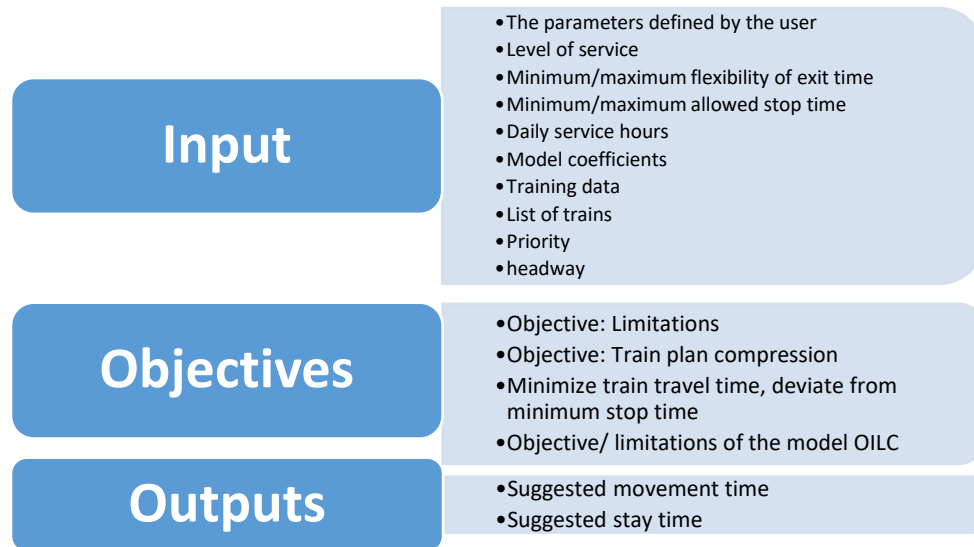 Input
•The parameters defined by the user
•Level of service
•Minimum/maximum flexibility of exit time
•Minimum/maximum allowed stop time
•Daily service hours
•Model coefficients
•Training data
•List of trains
•Priority
•headway
Objectives
•Objective: Limitations
•Objective: Train plan compression
•Minimize train travel time, deviate from
minimum stop time
•Objective/ limitations of the model OILC
Outputs
•Suggested movement time
•Suggested stay time